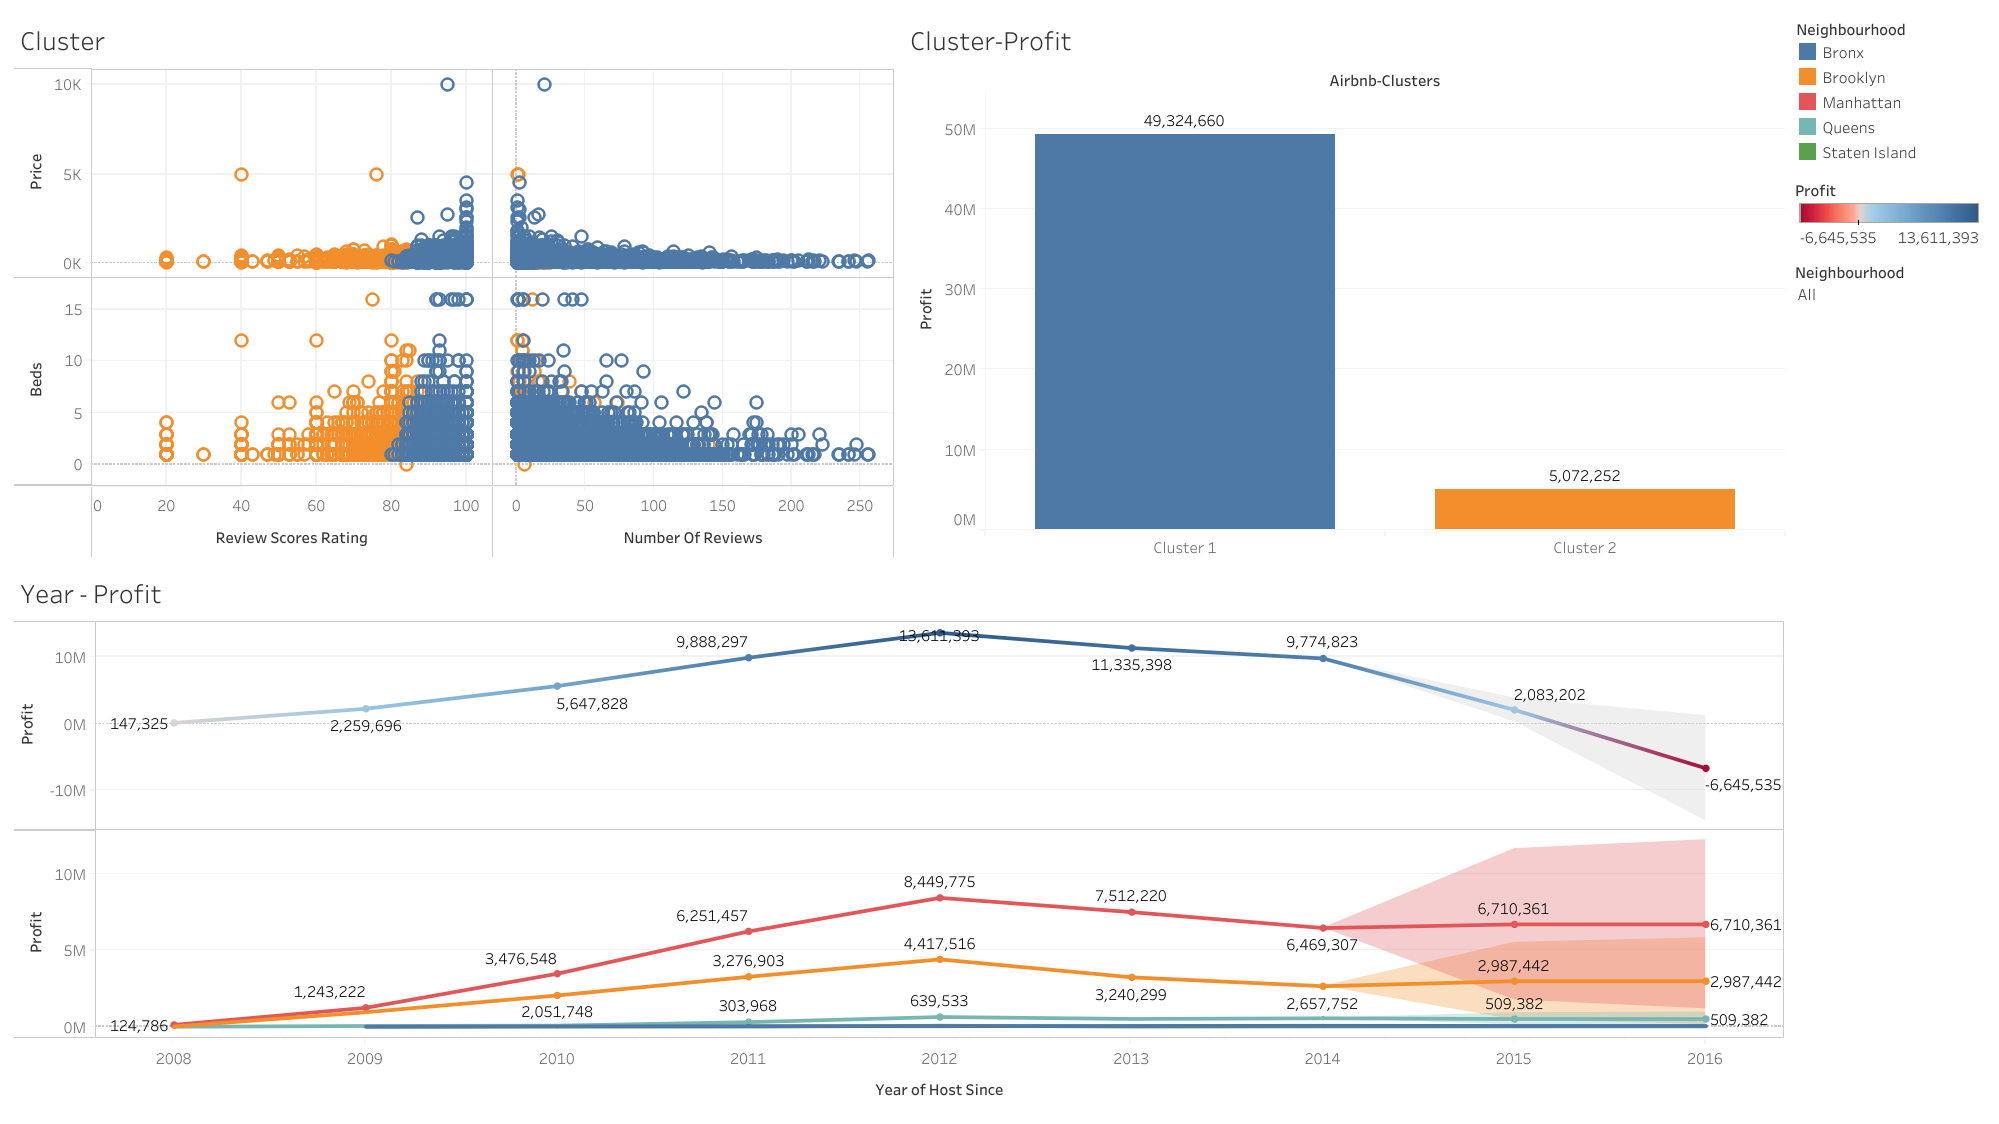 Cluster
Price
10K
5K
0K
Beds
15
10
5
0
0 20 40 60 80 100
0 50 100 150 200 250
Review Scores Rating
Number Of Reviews
Cluster-Profit
Airbnb-Clusters
Profit
50M
40M
30M
20M
10M
0M
49,324,660
5,072,252
Cluster 1
Cluster 2
Neighbourhood
Bronx
Brooklyn
Manhattan
Queens
Staten Island
Profit
-6,645,535 13,611,393
Neighbourhood
All
Year - Profit
Profit
10M
0M
-10M
147,325
2,259,696
5,647,828
9,888,297
13,611,393
11,335,398
9,774,823
2,083,202
-6,645,535
Profit
10M
5M
0M
124,786
1,243,222
3,476,548
6,251,457
8,449,775
7,512,220
6,469,307
6,710,361
6,710,361
2,051,748
3,276,903
4,417,516
3,240,299
2,657,752
2,987,442
2,987,442
303,968
639,533
509,382
509,382
2008 2009 2010 2011 2012 2013 2014 2015 2016
Year of Host Since